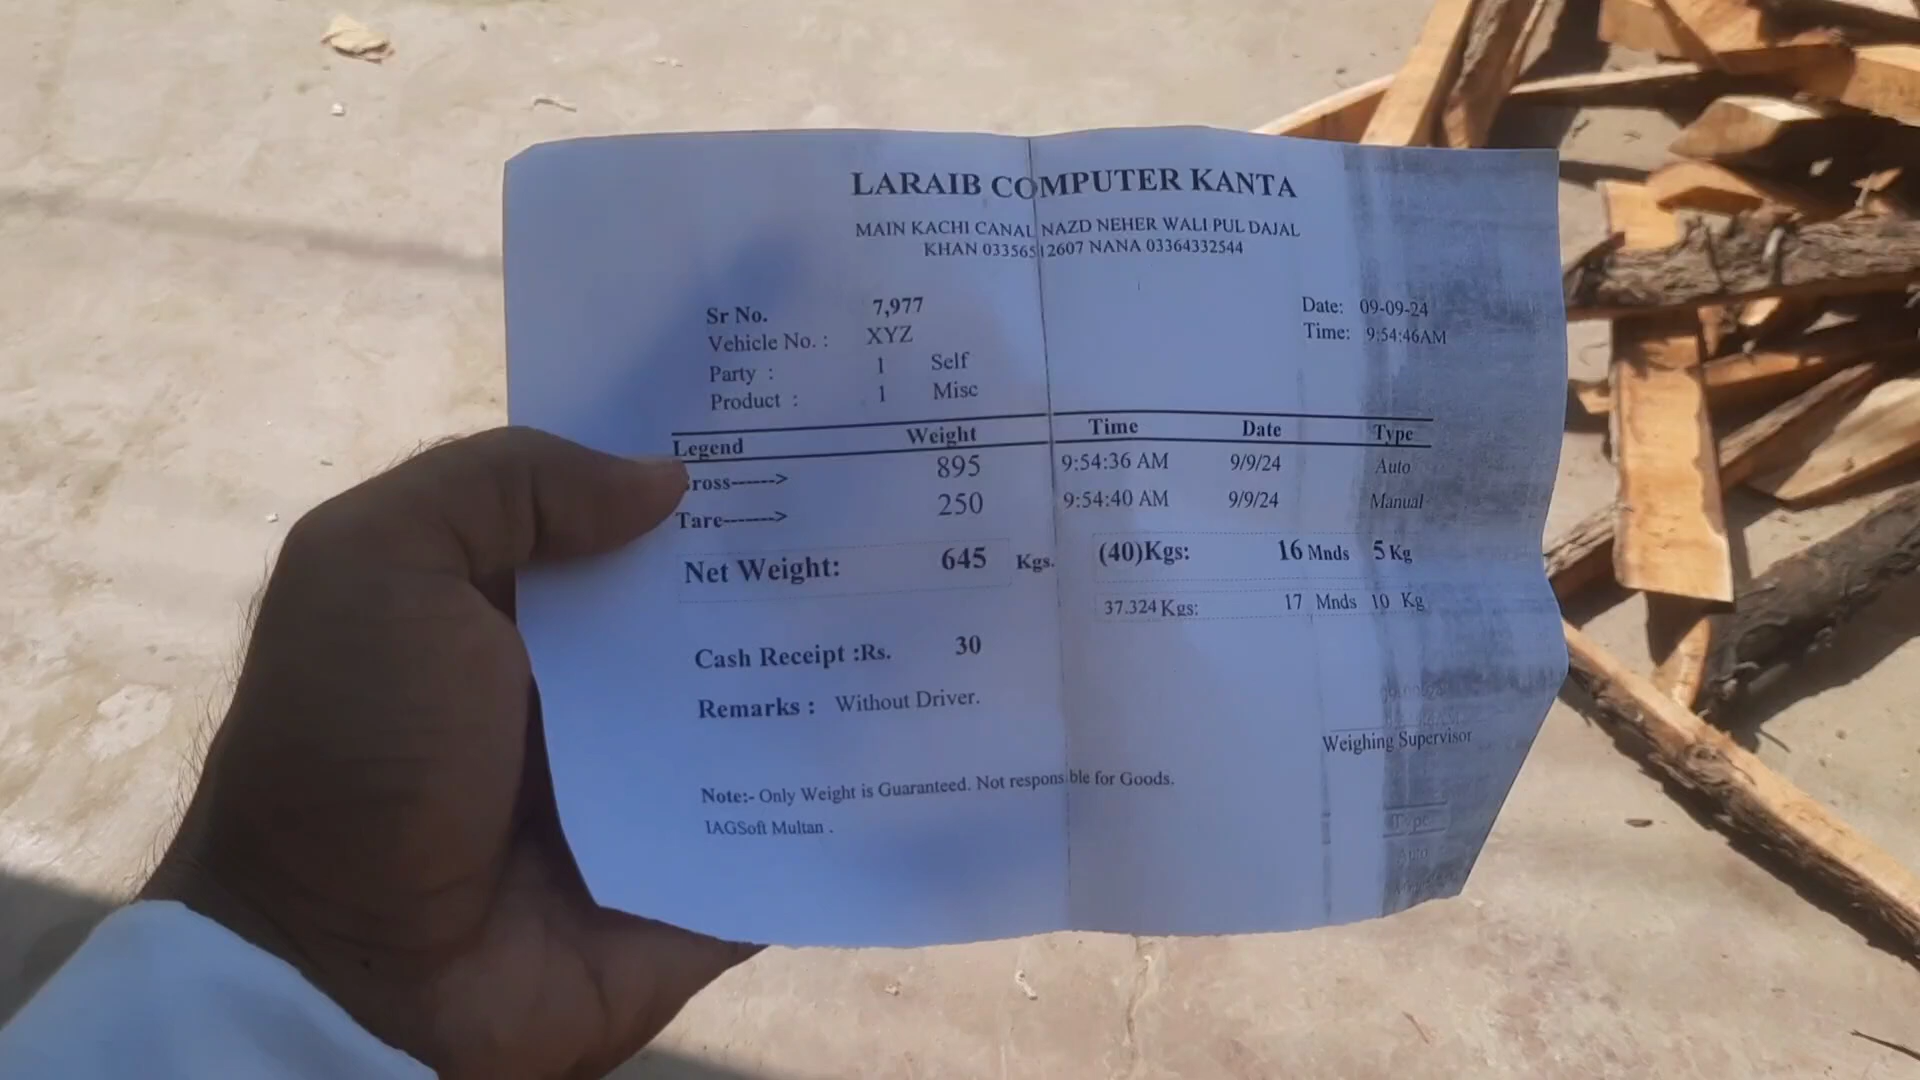 LARAIB COMPUTER KANTA
MAIN KACHI CANAL NAZD NEHER WALI PUL DAJAL
KHAN 03356512607 NANA 03364332544
Sr No. 7,977
Date: 09-09-24
Vehicle No. : XYZ
Time: 9:54:46AM
Party : 1 Self
Product : 1 Misc
Legend Weight Time Date Type
ross------> 895 9:54:36 AM 9/9/24 Auto
Tare-------> 250 9:54:40 AM 9/9/24 Manual
Net Weight: 645 Kgs. (40)Kgs: 16 Mnds 5 Kg
37.324 Kgs: 17 Mnds 10 Kg
Cash Receipt :Rs. 30
Remarks : Without Driver.
Weighing Supervisor
Note:- Only Weight is Guaranteed. Not responsible for Goods.
IAGSoft Multan .
Type
Auto